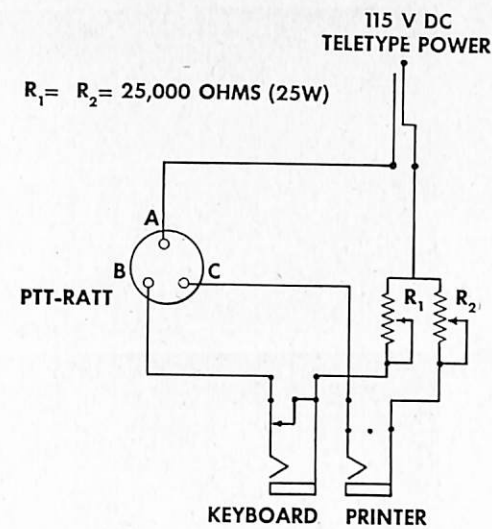 115 V DC
TELETYPE POWER
R₁= R₂= 25,000 OHMS (25W)
A
B
C
PTT-RATT
R₁
R₂
KEYBOARD
PRINTER